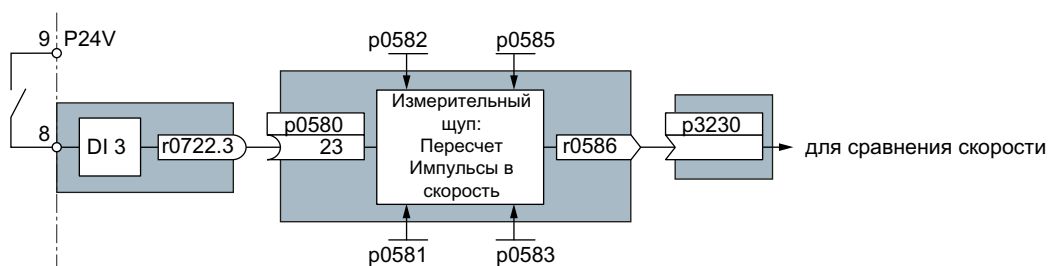 9 P24V
p0582
p0585
Измерительный
щуп:
Пересчет
Импульсы в
скорость
8
DI 3
r0722.3
p0580
23
r0586
p3230
для сравнения скорости
p0581
p0583